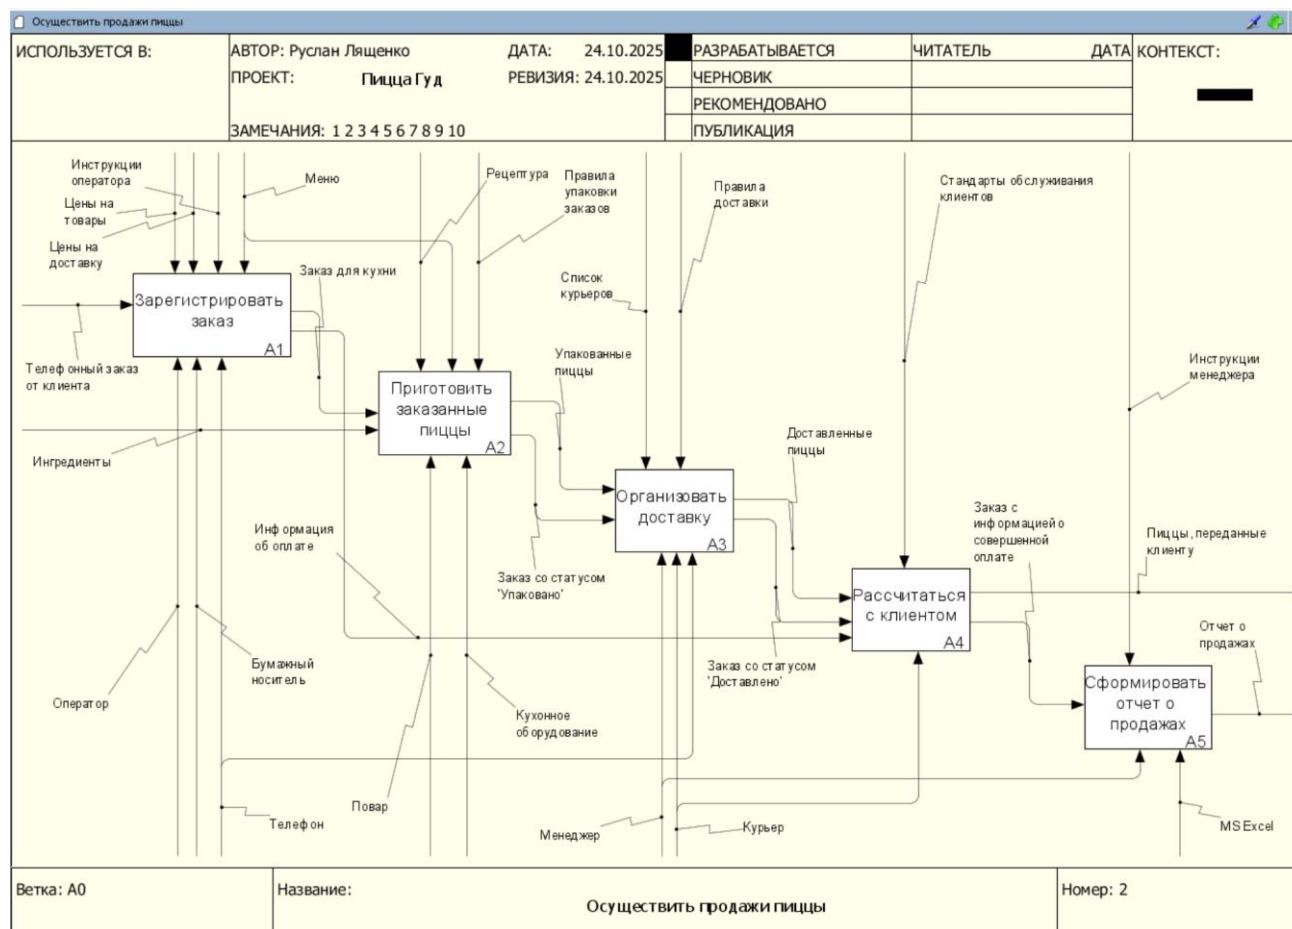 Осуществить продажи пиццы
ИСПОЛЬЗУЕТСЯ В:
АВТОР: Руслан Лященко
ДАТА: 24.10.2025
ПРОЕКТ: Пицца Гуд
РЕВИЗИЯ: 24.10.2025
ЗАМЕЧАНИЯ: 1 2 3 4 5 6 7 8 9 10
РАЗРАБАТЫВАЕТСЯ
ЧЕРНОВИК
РЕКОМЕНДОВАНО
ПУБЛИКАЦИЯ
ЧИТАТЕЛЬ
ДАТА
КОНТЕКСТ:
Инструкции
оператора
Меню
Цены на
товары
Цены на
доставку
Рецептура
Правила
упаковки
заказов
Правила
доставки
Стандарты обслуживания
клиентов
Заказ для кухни
Список
курьеров
Зарегистрировать
заказ
A1
Телефонный заказ
от клиента
Упакованные
пиццы
Инструкции
менеджера
Приготовить
заказанные
пиццы
A2
Ингредиенты
Доставленные
пиццы
Организовать
доставку
A3
Информация
об оплате
Заказ с
информацией о
совершенной
оплате
Пиццы, переданные
клиенту
Заказ со статусом
'Упаковано'
Рассчитаться
с клиентом
A4
Отчет о
продажах
Бумажный
носитель
Заказ со статусом
'Доставлено'
Оператор
Кухонное
оборудование
Сформировать
отчет о
продажах
A5
Повар
Телефон
Менеджер
Курьер
MS Excel
Ветка: A0
Название:
Осуществить продажи пиццы
Номер: 2